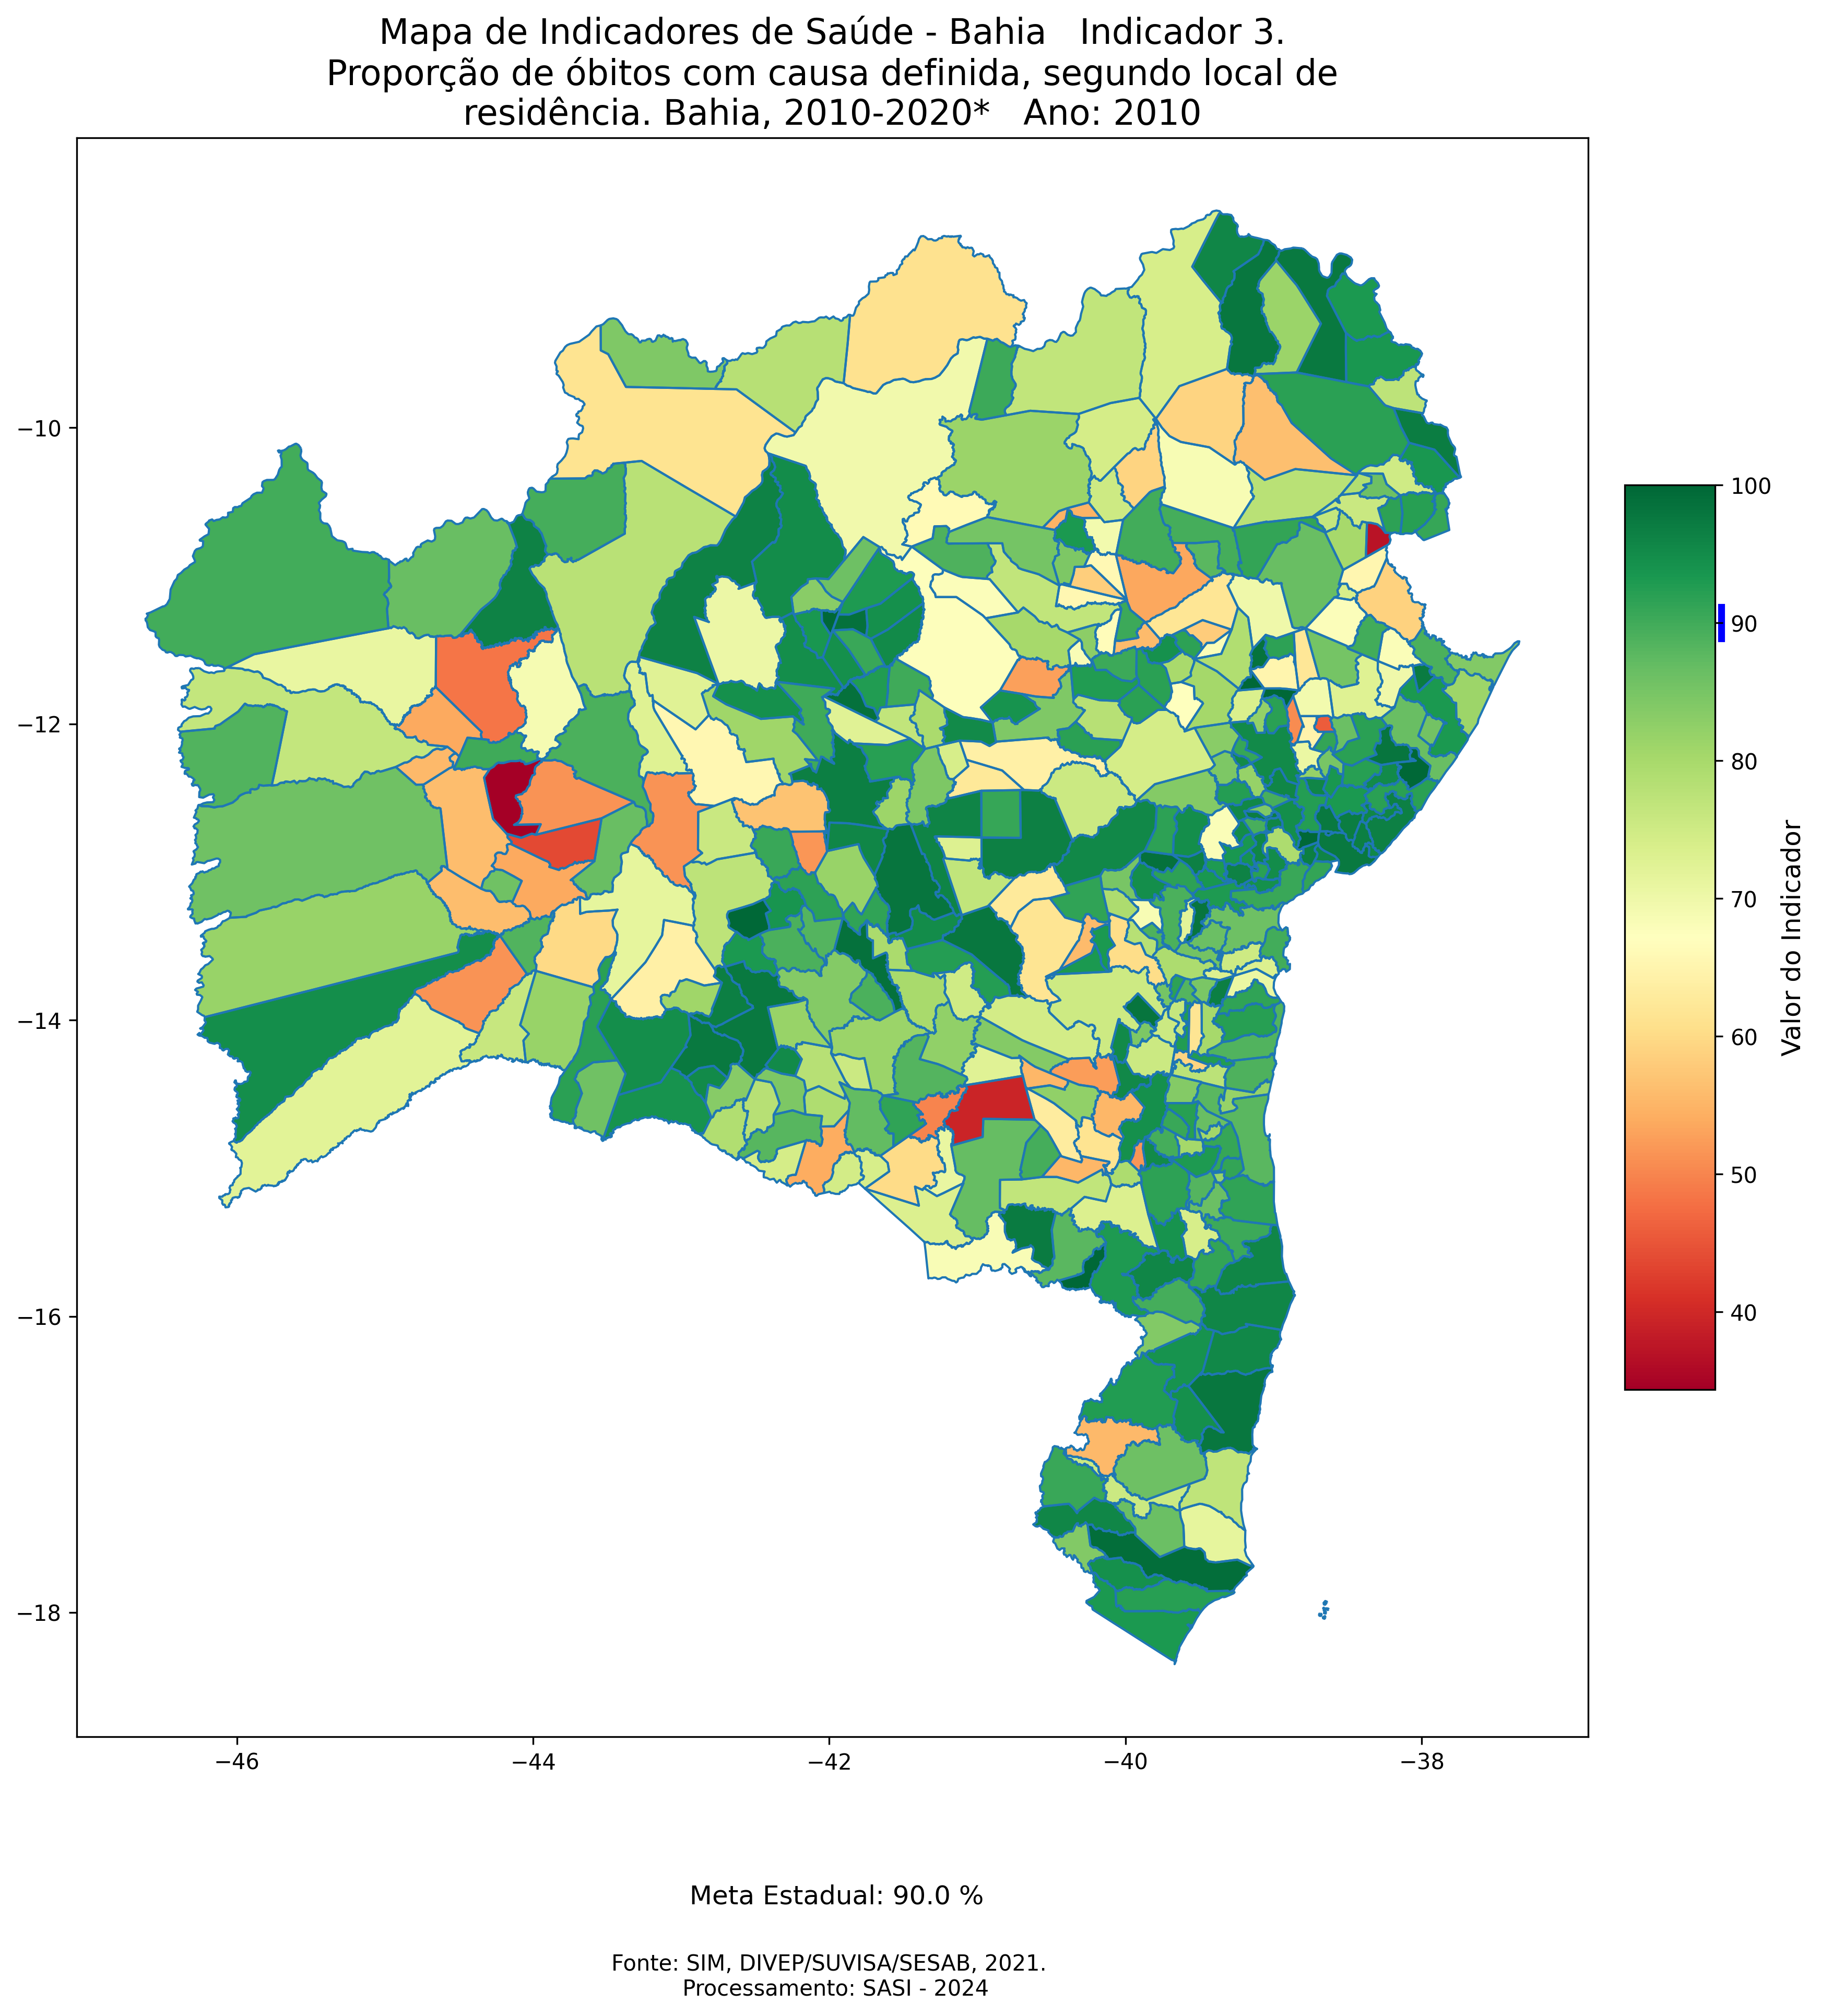 Mapa de Indicadores de Saúde - Bahia   Indicador 3.
Proporção de óbitos com causa definida, segundo local de
residência. Bahia, 2010-2020*   Ano: 2010
−10
−12
−14
−16
−18
−46
−44
−42
−40
−38
100
90
80
70
60
50
40
Valor do Indicador
Meta Estadual: 90.0 %
Fonte: SIM, DIVEP/SUVISA/SESAB, 2021.
Processamento: SASI - 2024